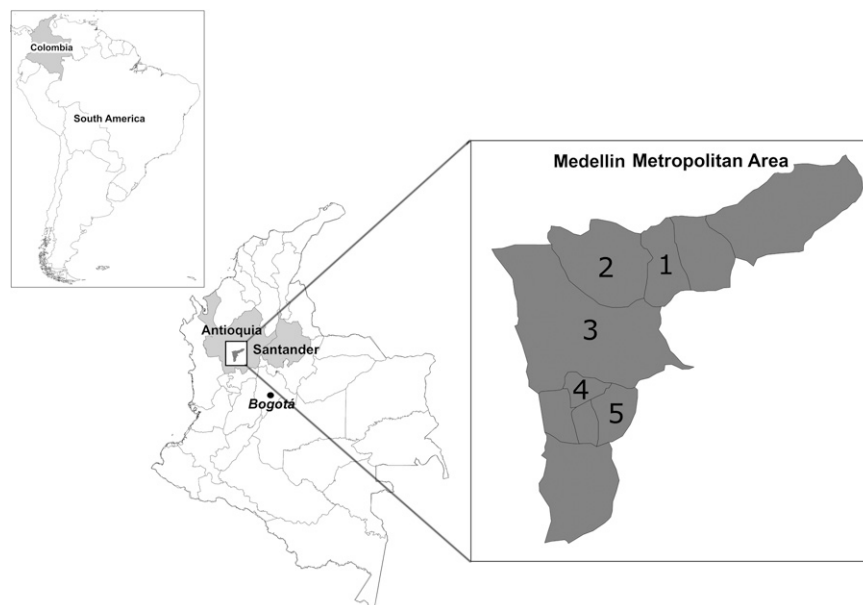 Colombia
South America
Antioquia
Santander
Bogotá
Medellin Metropolitan Area
1
2
3
4
5